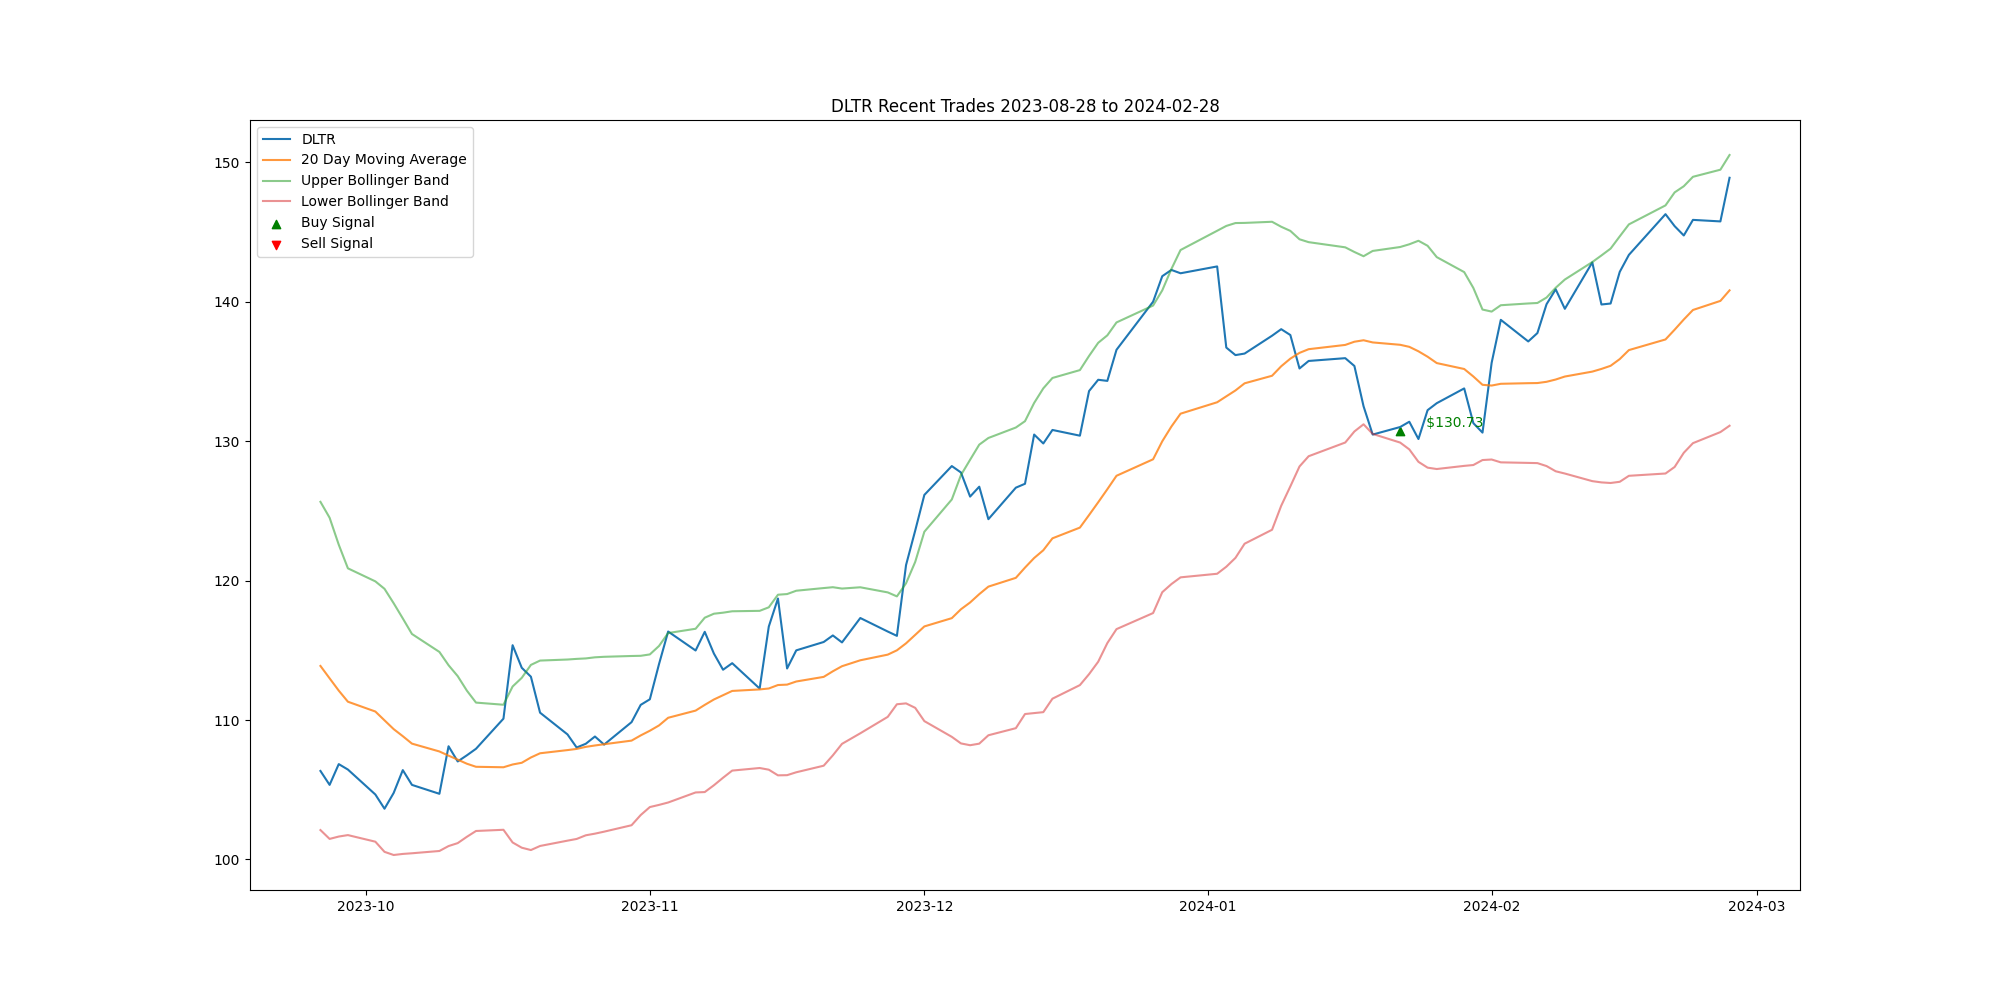 DLTR Recent Trades 2023-08-28 to 2024-02-28
DLTR
20 Day Moving Average
Upper Bollinger Band
Lower Bollinger Band
Buy Signal
Sell Signal
150
140
130
120
110
100
$130.73
2023-10 2023-11 2023-12 2024-01 2024-02 2024-03